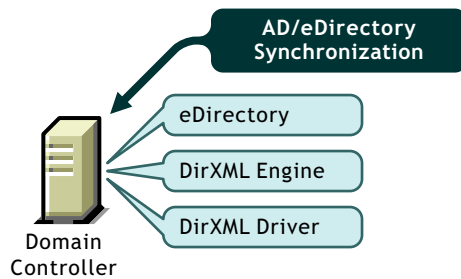 AD/eDirectory
Synchronization
eDirectory
DirXML Engine
DirXML Driver
Domain
Controller